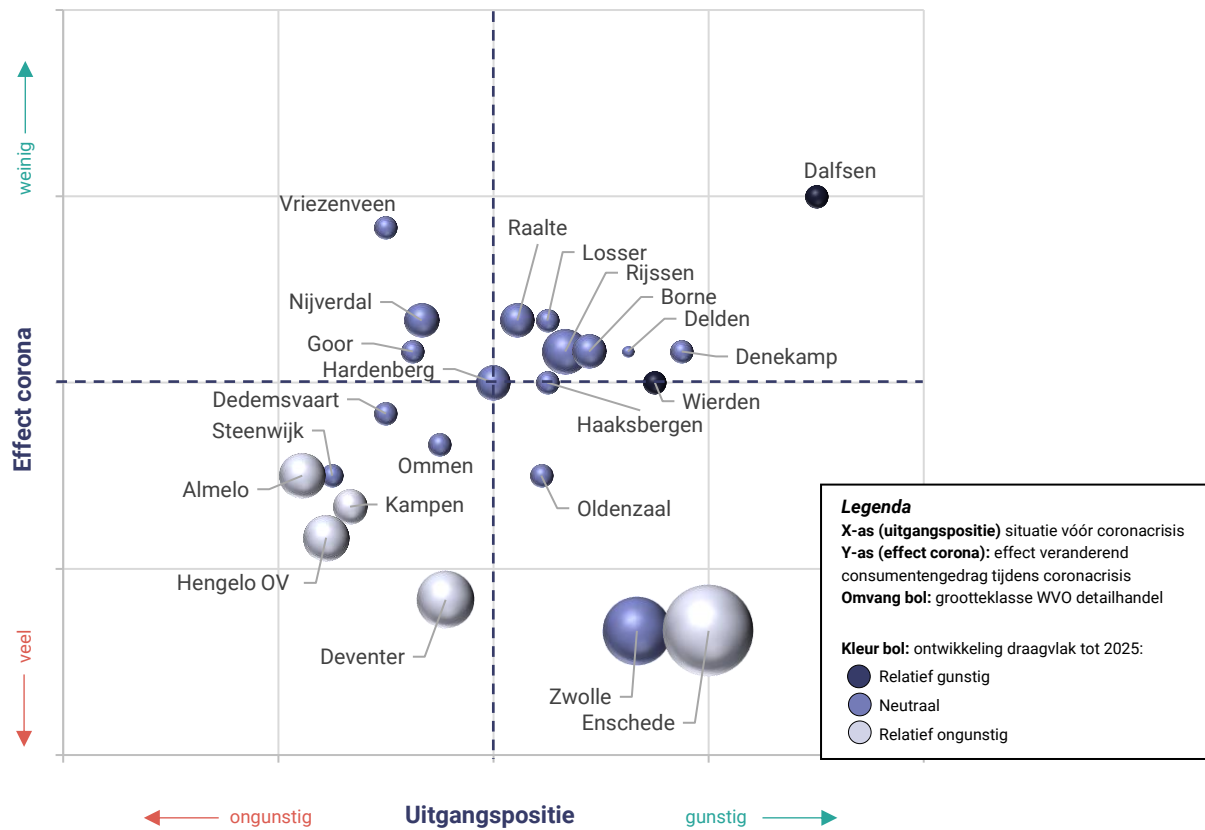 weinig
Effect corona
veel
Dalfsen
Vriezenveen
Raalte
Losser
Rijssen
Nijverdal
Borne
Delden
Goor
Denekamp
Hardenberg
Dedemsvaart
Wierden
Haaksbergen
Steenwijk
Ommen
Almelo
Kampen
Oldenzaal
Hengelo OV
Deventer
Zwolle
Enschede
Legenda
X-as (uitgangspositie) situatie vóór coronacrisis
Y-as (effect corona): effect veranderend
consumentengedrag tijdens coronacrisis
Omvang bol: grootteklasse WVO detailhandel
Kleur bol: ontwikkeling draagvlak tot 2025:
Relatief gunstig
Neutraal
Relatief ongunstig
ongunstig
Uitgangspositie
gunstig